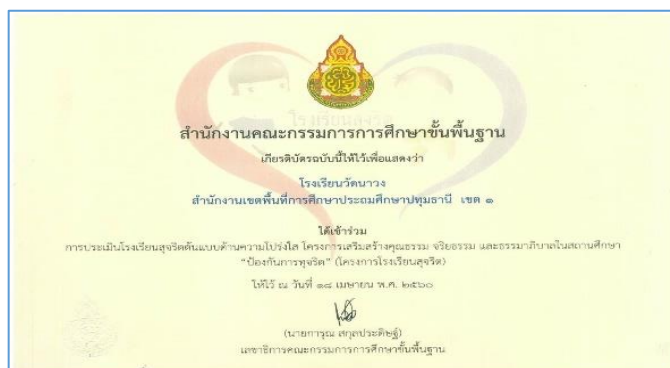 โรงเรียนสุจริต
สำนักงานคณะกรรมการการศึกษาขั้นพื้นฐาน
เกียรติบัตรฉบับนี้ให้ไว้เพื่อแสดงว่า
โรงเรียนวัดนาวง
สำนักงานเขตพื้นที่การศึกษาประถมศึกษาปทุมธานี เขต ๑
ได้เข้าร่วม
การประเมินโรงเรียนสุจริตต้นแบบด้านความโปร่งใส โครงการเสริมสร้างคุณธรรม จริยธรรม และธรรมาภิบาลในสถานศึกษา
“ป้องกันการทุจริต” (โครงการโรงเรียนสุจริต)
ให้ไว้ ณ วันที่ ๑๘ เมษายน พ.ศ. ๒๕๖๐
(นายการุณ สกุลประดิษฐ์)
เลขาธิการคณะกรรมการการศึกษาขั้นพื้นฐาน